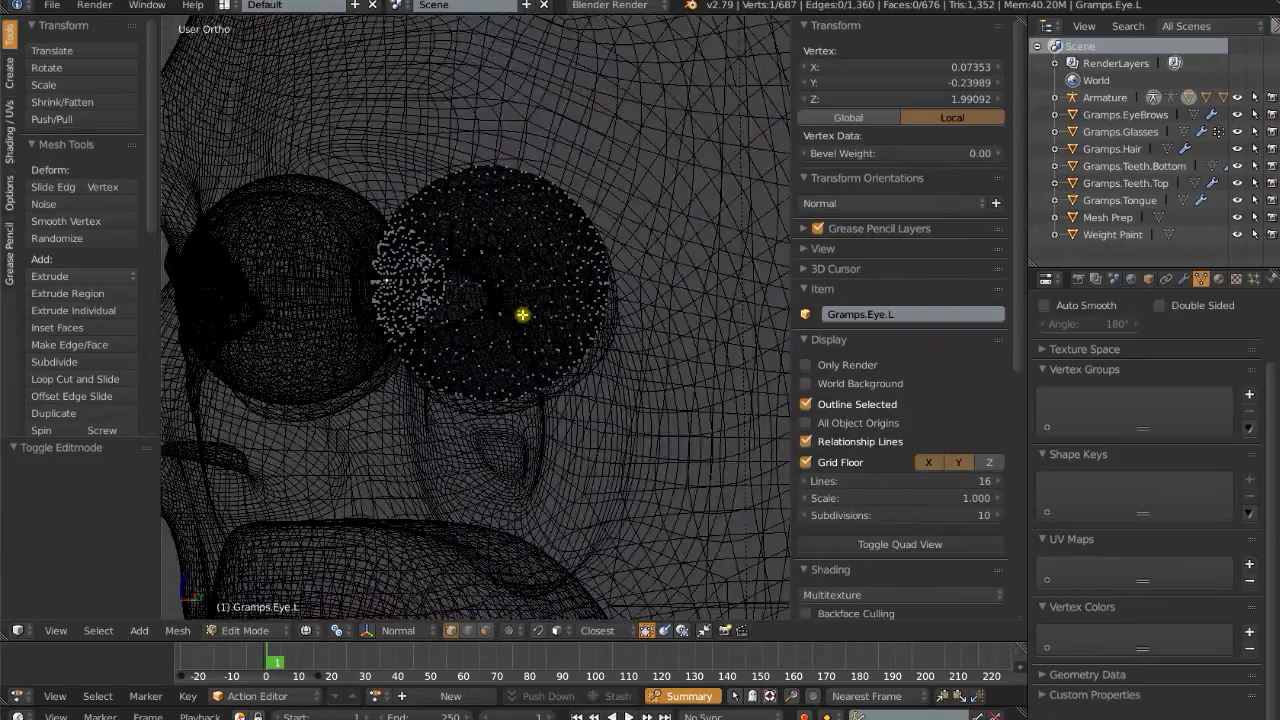 File Render Window Help Default Scene Blender Render v2.79 | Verts:1/687 | Edges:0/1,360 | Faces:0/676 | Tris:1,352 | Mem:40.20M | Gramps.Eye.L
Tools
Create
Shading / UVs
Options
Grease Pencil
Transform
Translate
Rotate
Scale
Shrink/Fatten
Push/Pull
Mesh Tools
Deform:
Slide Edg Vertex
Noise
Smooth Vertex
Randomize
Add:
Extrude
Extrude Region
Extrude Individual
Inset Faces
Make Edge/Face
Subdivide
Loop Cut and Slide
Offset Edge Slide
Duplicate
Spin Screw
Toggle Editmode
User Ortho
(1) Gramps.Eye.L
Transform
Vertex:
X: 0.07353
Y: -0.23989
Z: 1.99092
Global Local
Vertex Data:
Bevel Weight: 0.00
Transform Orientations
Normal
Grease Pencil Layers
View
3D Cursor
Item
Gramps.Eye.L
Display
Only Render
World Background
Outline Selected
All Object Origins
Relationship Lines
Grid Floor X Y Z
Lines: 16
Scale: 1.000
Subdivisions: 10
Toggle Quad View
Shading
Multitexture
Backface Culling
View Search All Scenes
Scene
RenderLayers
World
Armature
Gramps.EyeBrows
Gramps.Glasses
Gramps.Hair
Gramps.Teeth.Bottom
Gramps.Teeth.Top
Gramps.Tongue
Mesh Prep
Weight Paint
Auto Smooth Double Sided
Angle: 180°
Texture Space
Vertex Groups
Shape Keys
UV Maps
Vertex Colors
Geometry Data
Custom Properties
View Select Add Mesh Edit Mode Normal Closest
-20 -10 0 10 20 30 40 50 60 70 80 90 100 110 120 130 140 150 160 170 180 190 200 210 220
1
View Select Marker Key Action Editor New Push Down Stash Summary Nearest Frame
View Marker Frame Playback Start: 1 End: 250 1 No Sync